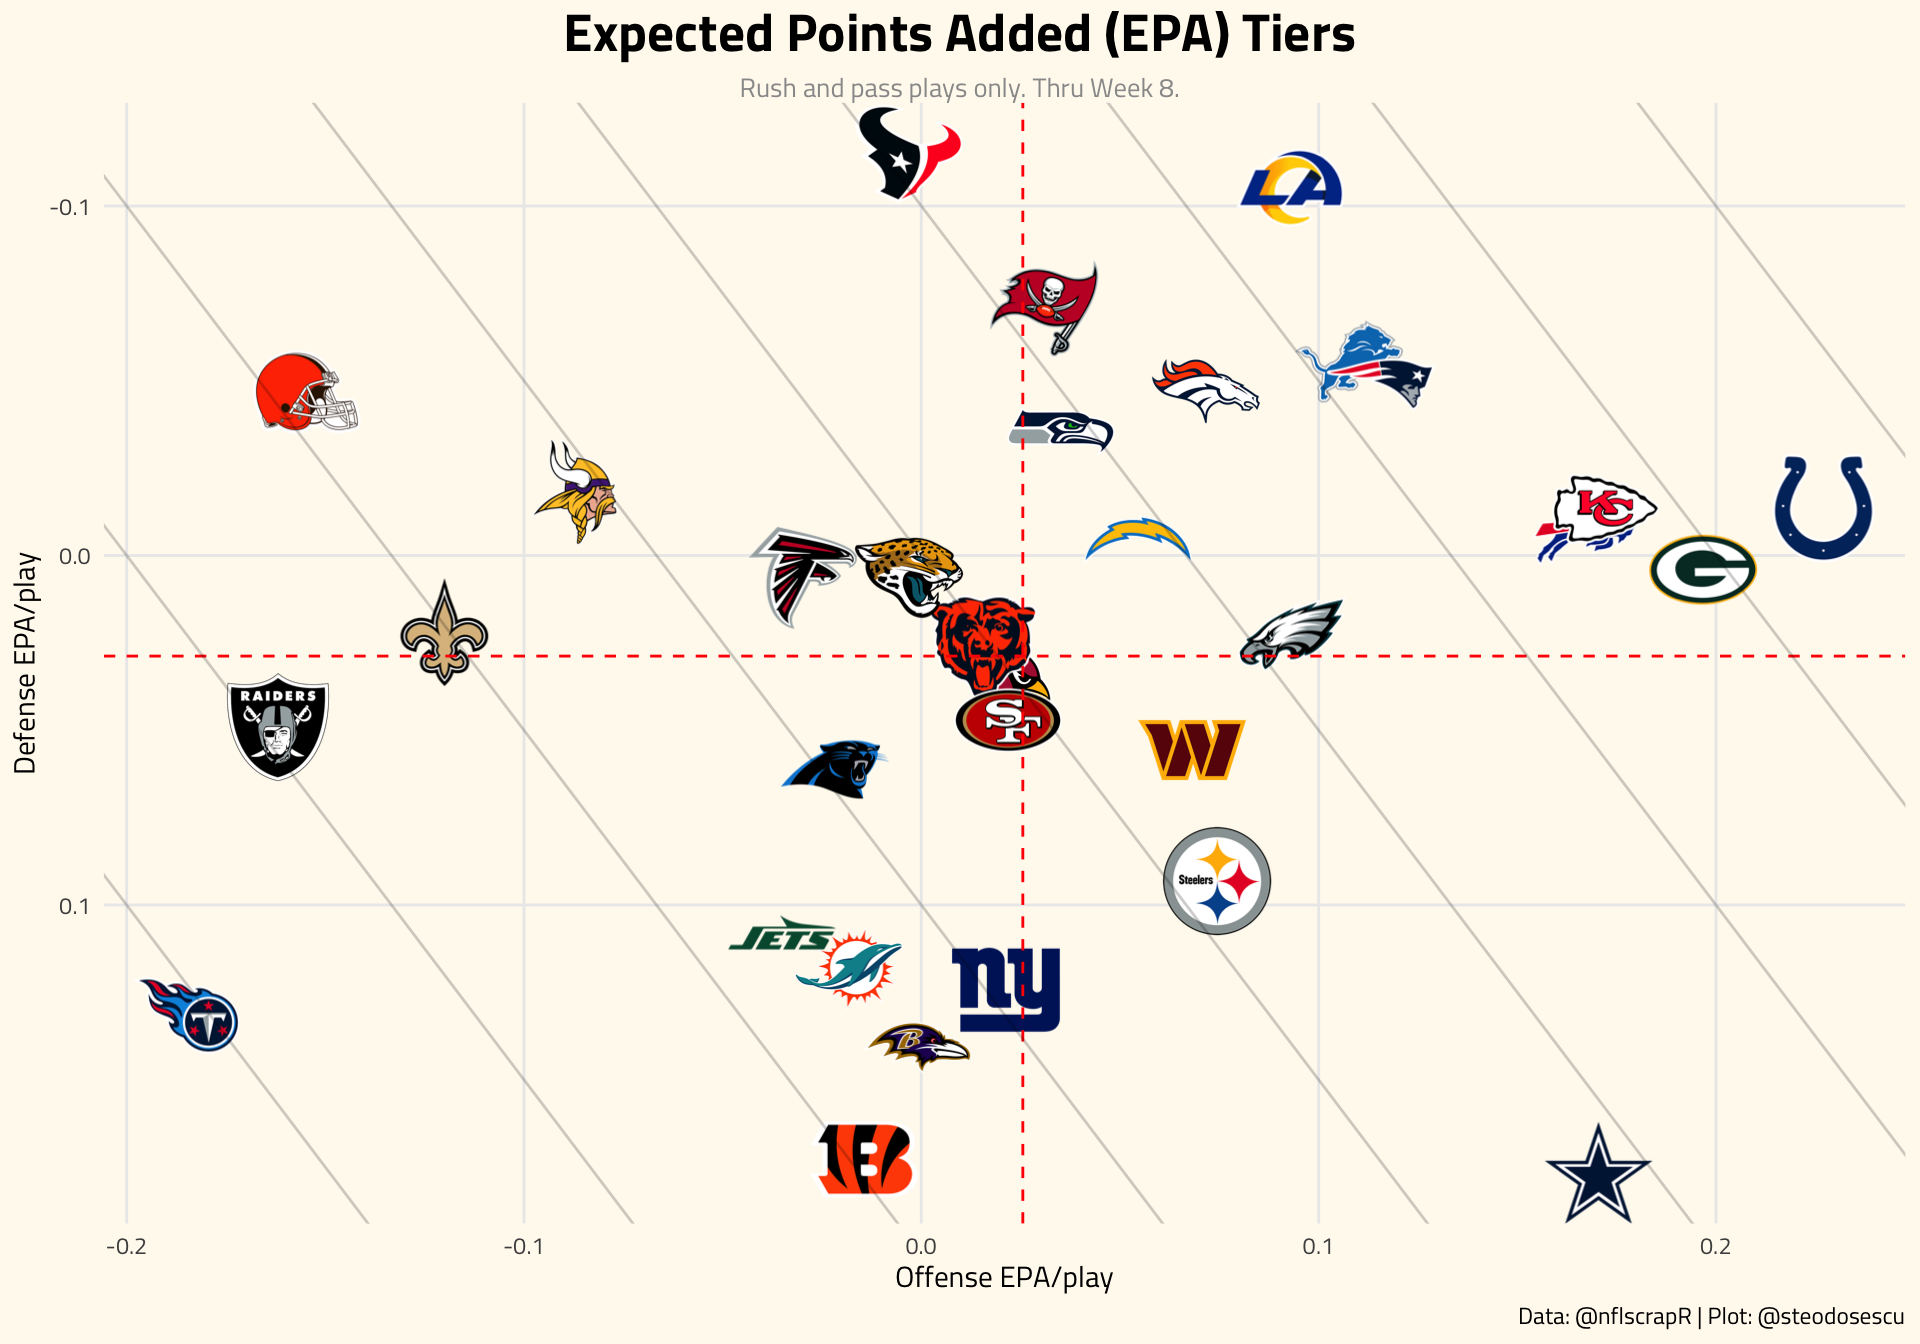 Expected Points Added (EPA) Tiers
Rush and pass plays only. Thru Week 8.
Defense EPA/play
-0.1
0.0
0.1
LA
KC
G
RAIDERS
C
SF
W
Steelers
JETS
ny
T
B
B
-0.2
-0.1
0.0
0.1
0.2
Offense EPA/play
Data: @nflscrapR | Plot: @steodosescu